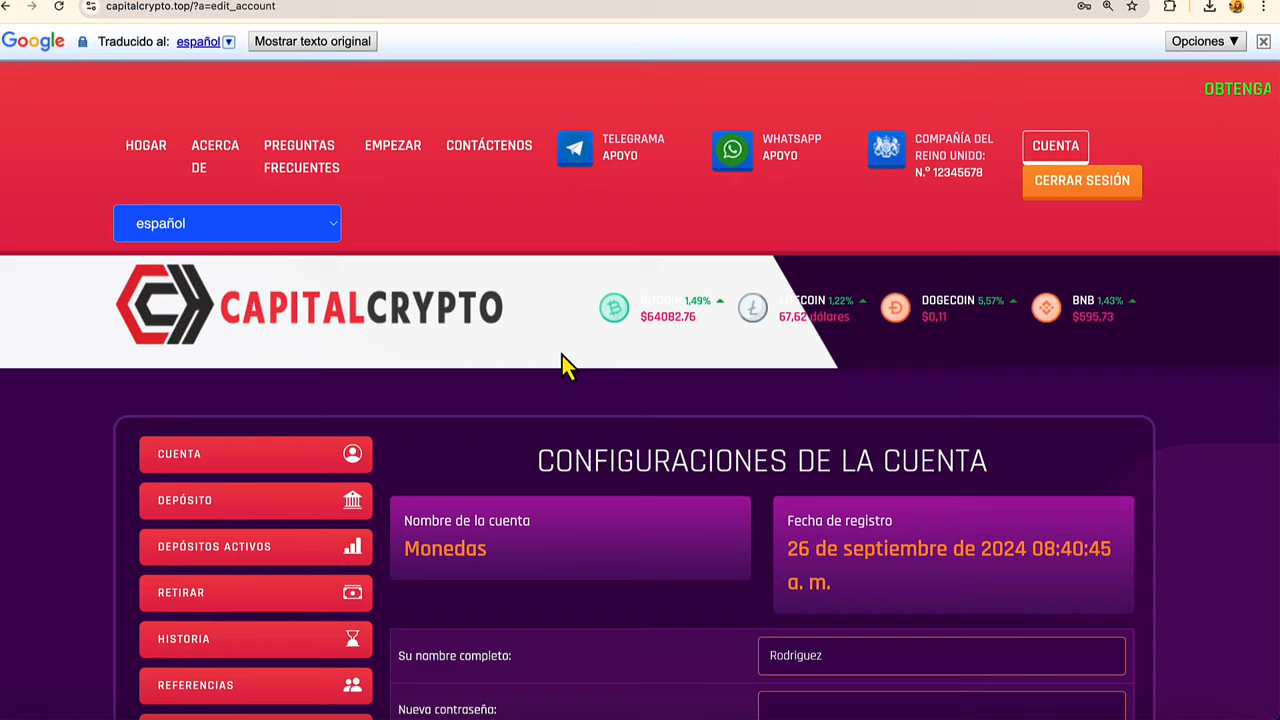 capitalcrypto.top/?a=edit_account
Google
Traducido al: español
Mostrar texto original
Opciones ▼
OBTENGA
HOGAR
ACERCA
DE
PREGUNTAS
FRECUENTES
EMPEZAR
CONTÁCTENOS
TELEGRAMA
APOYO
WHATSAPP
APOYO
COMPAÑÍA DEL
REINO UNIDO:
N.º 12345678
CUENTA
CERRAR SESIÓN
español
CAPITALCRYPTO
BITCOIN 1,49%
$64082.76
LITECOIN 1,22%
67,62 dólares
DOGECOIN 5,57%
$0,11
BNB 1,43%
$595,73
CUENTA
DEPÓSITO
DEPÓSITOS ACTIVOS
RETIRAR
HISTORIA
REFERENCIAS
CONFIGURACIONES DE LA CUENTA
Nombre de la cuenta
Monedas
Fecha de registro
26 de septiembre de 2024 08:40:45
a. m.
Su nombre completo:
Rodriguez
Nueva contraseña: